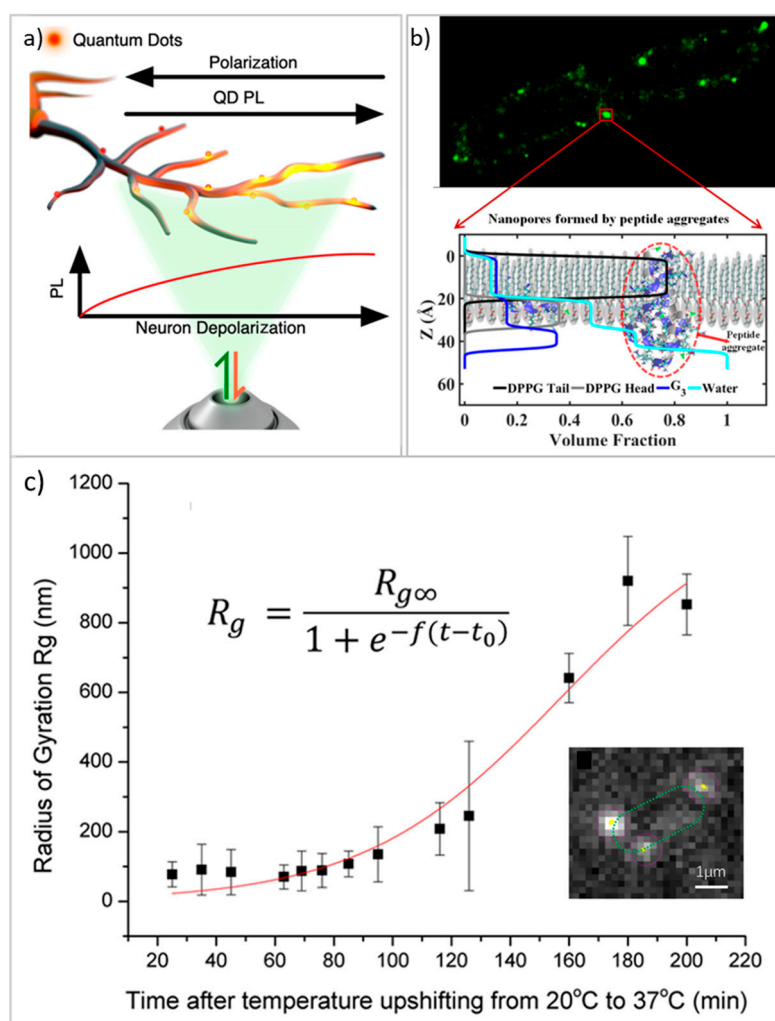 a)
Quantum Dots
Polarization
QD PL
PL
Neuron Depolarization
b)
Nanopores formed by peptide aggregates
0
20
40
60
Z (Å)
Peptide
aggregate
DPPG Tail DPPG Head G₃ Water
0 0.2 0.4 0.6 0.8 1
Volume Fraction
c)
1200
1000
800
600
400
200
0
Radius of Gyration Rg (nm)
R_g = R_{g∞} / (1 + e^{-f(t-t_0)})
1μm
20 40 60 80 100 120 140 160 180 200 220
Time after temperature upshifting from 20°C to 37°C (min)